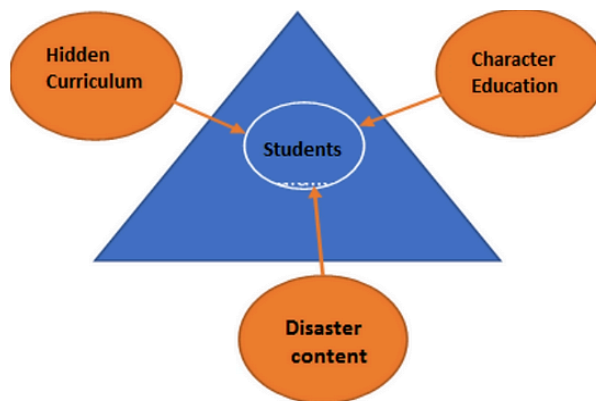 Hidden
Curriculum
Character
Education
Students
Disaster
content